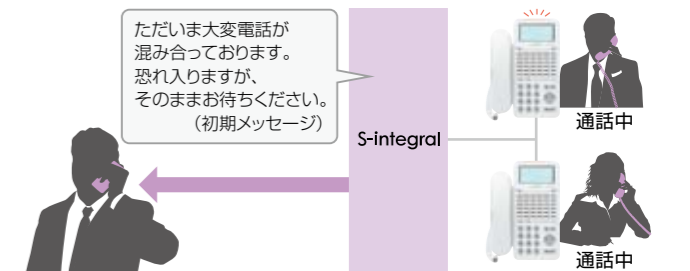 ただいま大変電話が
混み合っております。
恐れ入りますが、
そのままお待ちください。
（初期メッセージ）
S-integral
通話中
通話中